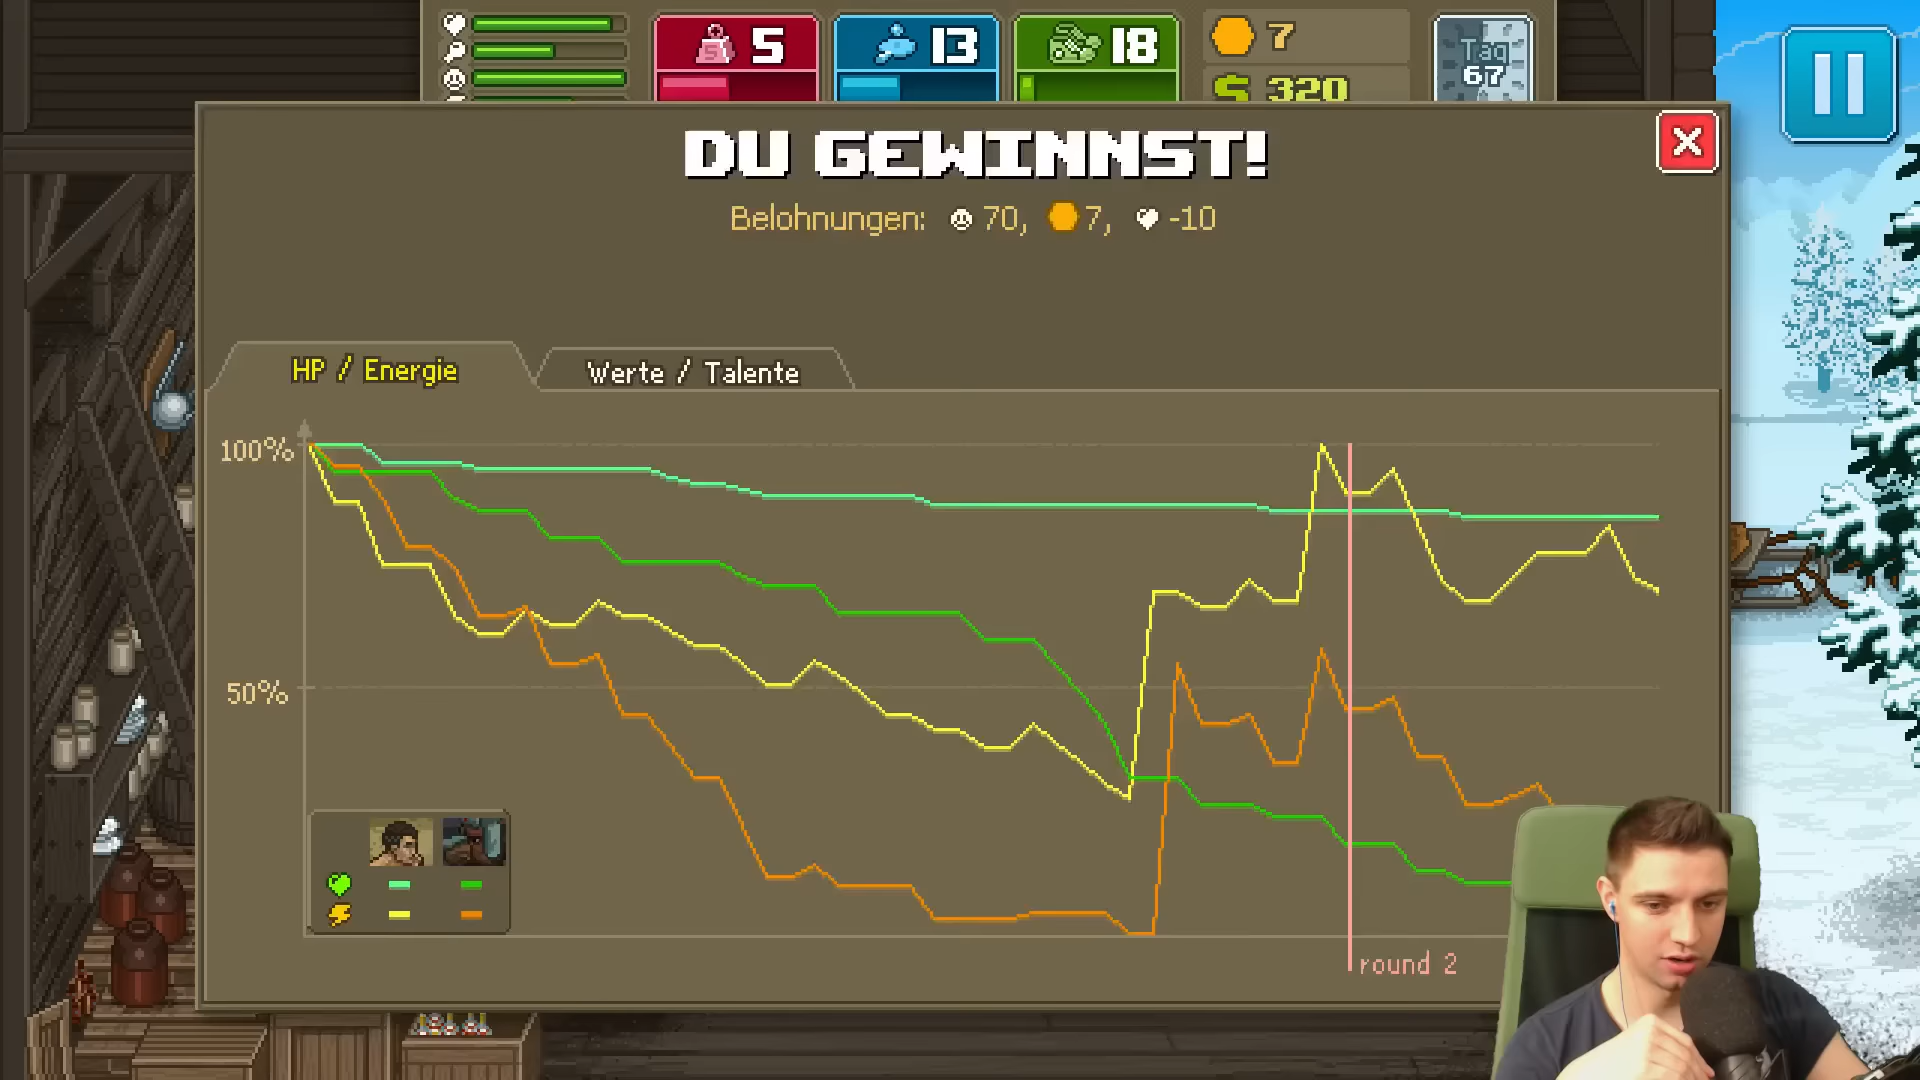 5
13
18
7
$ 320
Tag
67
DU GEWINNST!
Belohnungen: 70, 7, -10
HP / Energie
Werte / Talente
100%
50%
round 2